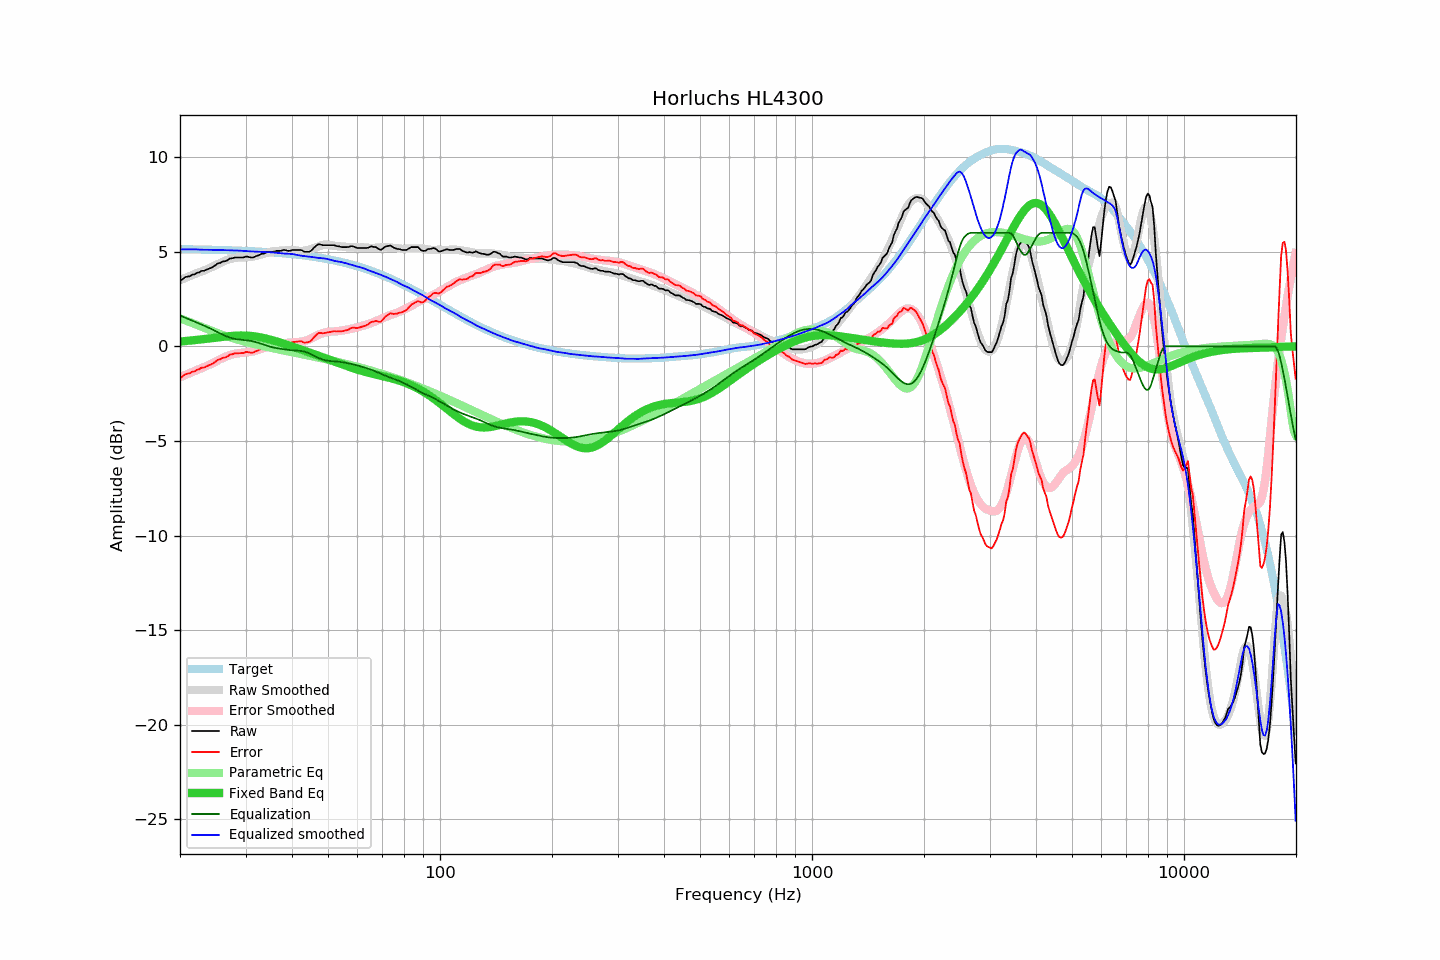 Horluchs HL4300
10
5
0
−5
−10
−15
−20
−25
Amplitude (dBr)
Target
Raw Smoothed
Error Smoothed
Raw
Error
Parametric Eq
Fixed Band Eq
Equalization
Equalized smoothed
100 1000 10000
Frequency (Hz)